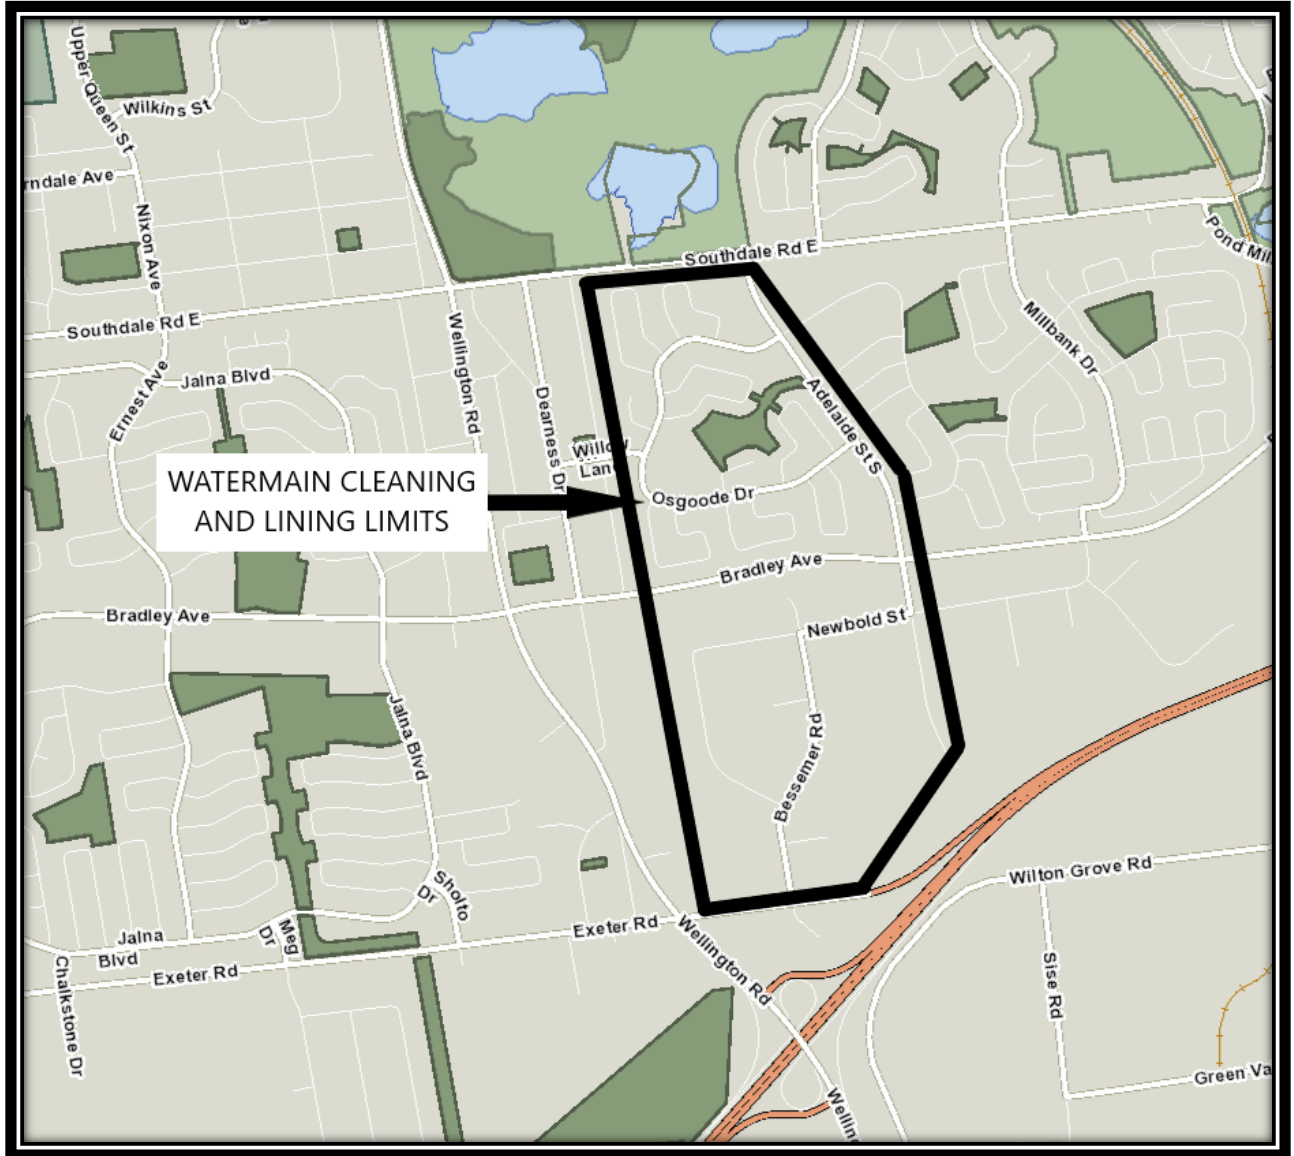 Upper Queen St
Wilkins St
Nixon Ave
Southdale Rd E
Pond
Southdale Rd E
Wellington Rd
Millbank Dr
Ernest Ave
Jalna Blvd
Dearness Dr
Adelaide St S
Willow
Lane
WATERMAIN CLEANING
AND LINING LIMITS
Osgoode Dr
Bradley Ave
Bradley Ave
Newbold St
Jalna Blvd
Bessemer Rd
Wilton Grove Rd
Sholto
Dr
Exeter Rd
Meg
Dr
Jalna
Blvd
Exeter Rd
Wellington Rd
Chalkstone Dr
Sise Rd
Green Va
Wellin